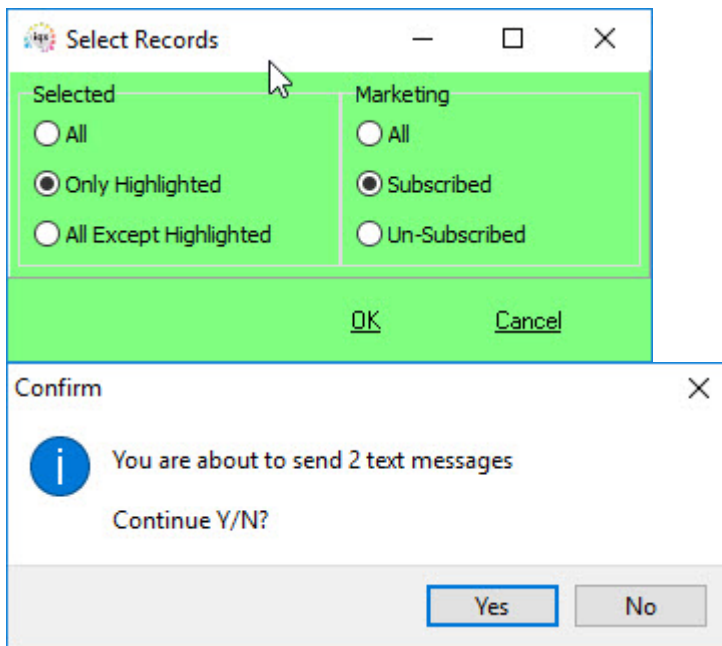 Select Records
Selected Marketing
All All
Only Highlighted Subscribed
All Except Highlighted Un-Subscribed
OK Cancel
Confirm
You are about to send 2 text messages
Continue Y/N?
Yes No